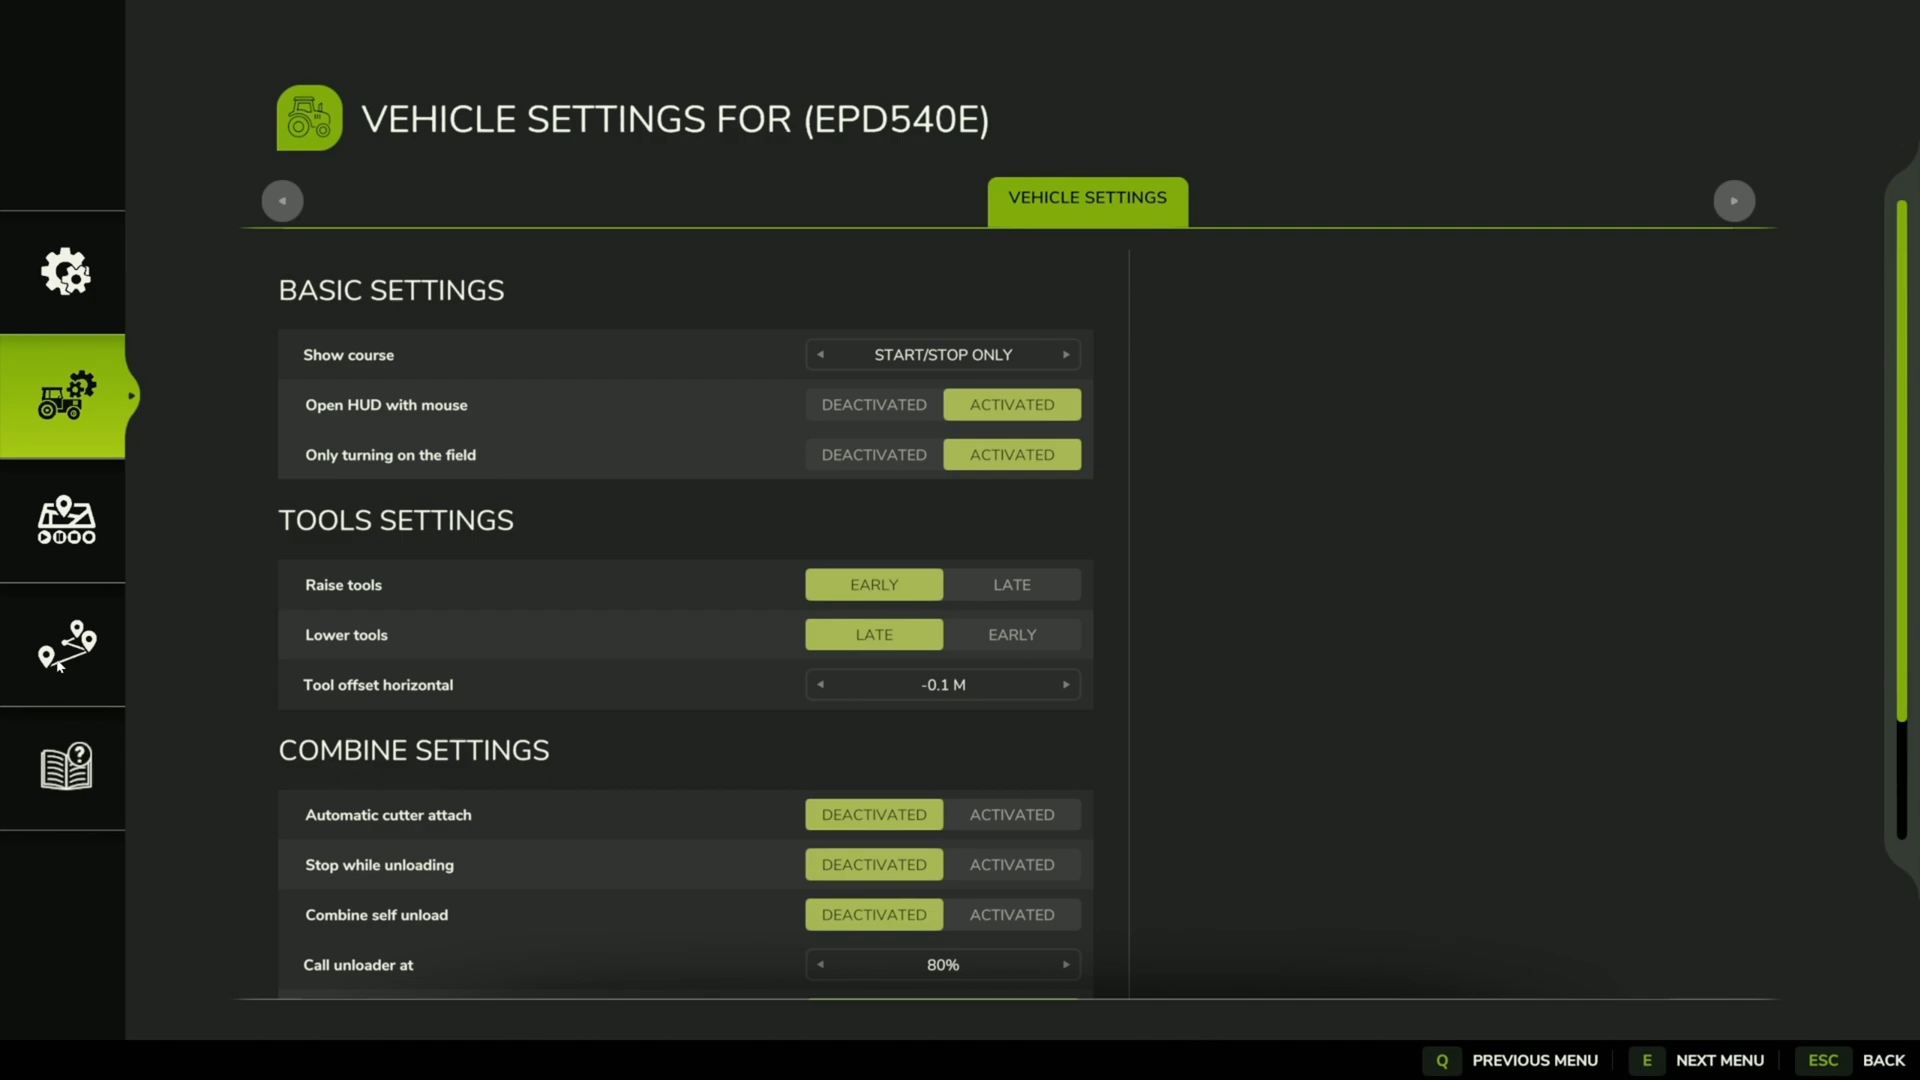 VEHICLE SETTINGS FOR (EPD540E)
VEHICLE SETTINGS
BASIC SETTINGS
Show course START/STOP ONLY
Open HUD with mouse DEACTIVATED ACTIVATED
Only turning on the field DEACTIVATED ACTIVATED
TOOLS SETTINGS
Raise tools EARLY LATE
Lower tools LATE EARLY
Tool offset horizontal -0.1 M
COMBINE SETTINGS
Automatic cutter attach DEACTIVATED ACTIVATED
Stop while unloading DEACTIVATED ACTIVATED
Combine self unload DEACTIVATED ACTIVATED
Call unloader at 80%
Q PREVIOUS MENU E NEXT MENU ESC BACK